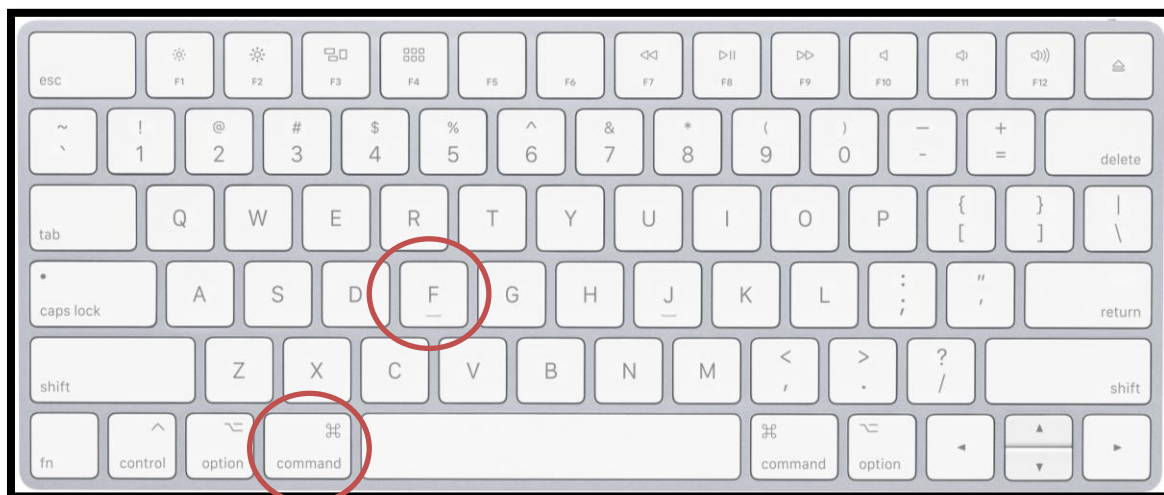 esc F1 F2 F3 F4 F5 F6 F7 F8 F9 F10 F11 F12
~ ! @ # $ % ^ & * ( ) — +
` 1 2 3 4 5 6 7 8 9 0 - = delete
tab Q W E R T Y U I O P { } |
[ ] \
caps lock A S D F G H J K L : "
; ' return
shift Z X C V B N M < > ?
, . / shift
fn control option ⌘ command ⌘ command option